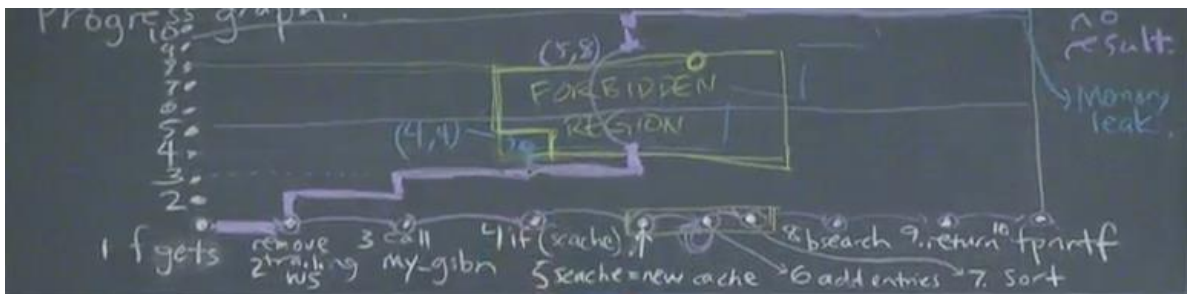 Progress graph.
no
result.
10
9
(5,8)
7
FORBIDDEN
6
Memory
leak.
5
(4,4)
REGION
4
3
2
1 fgets
remove
2 trailing
ws
3 call
my_gsbn
4 if (scache)
5 scache = new cache
6 add entries
7. sort
8. bsearch
9. return
10 fprintf